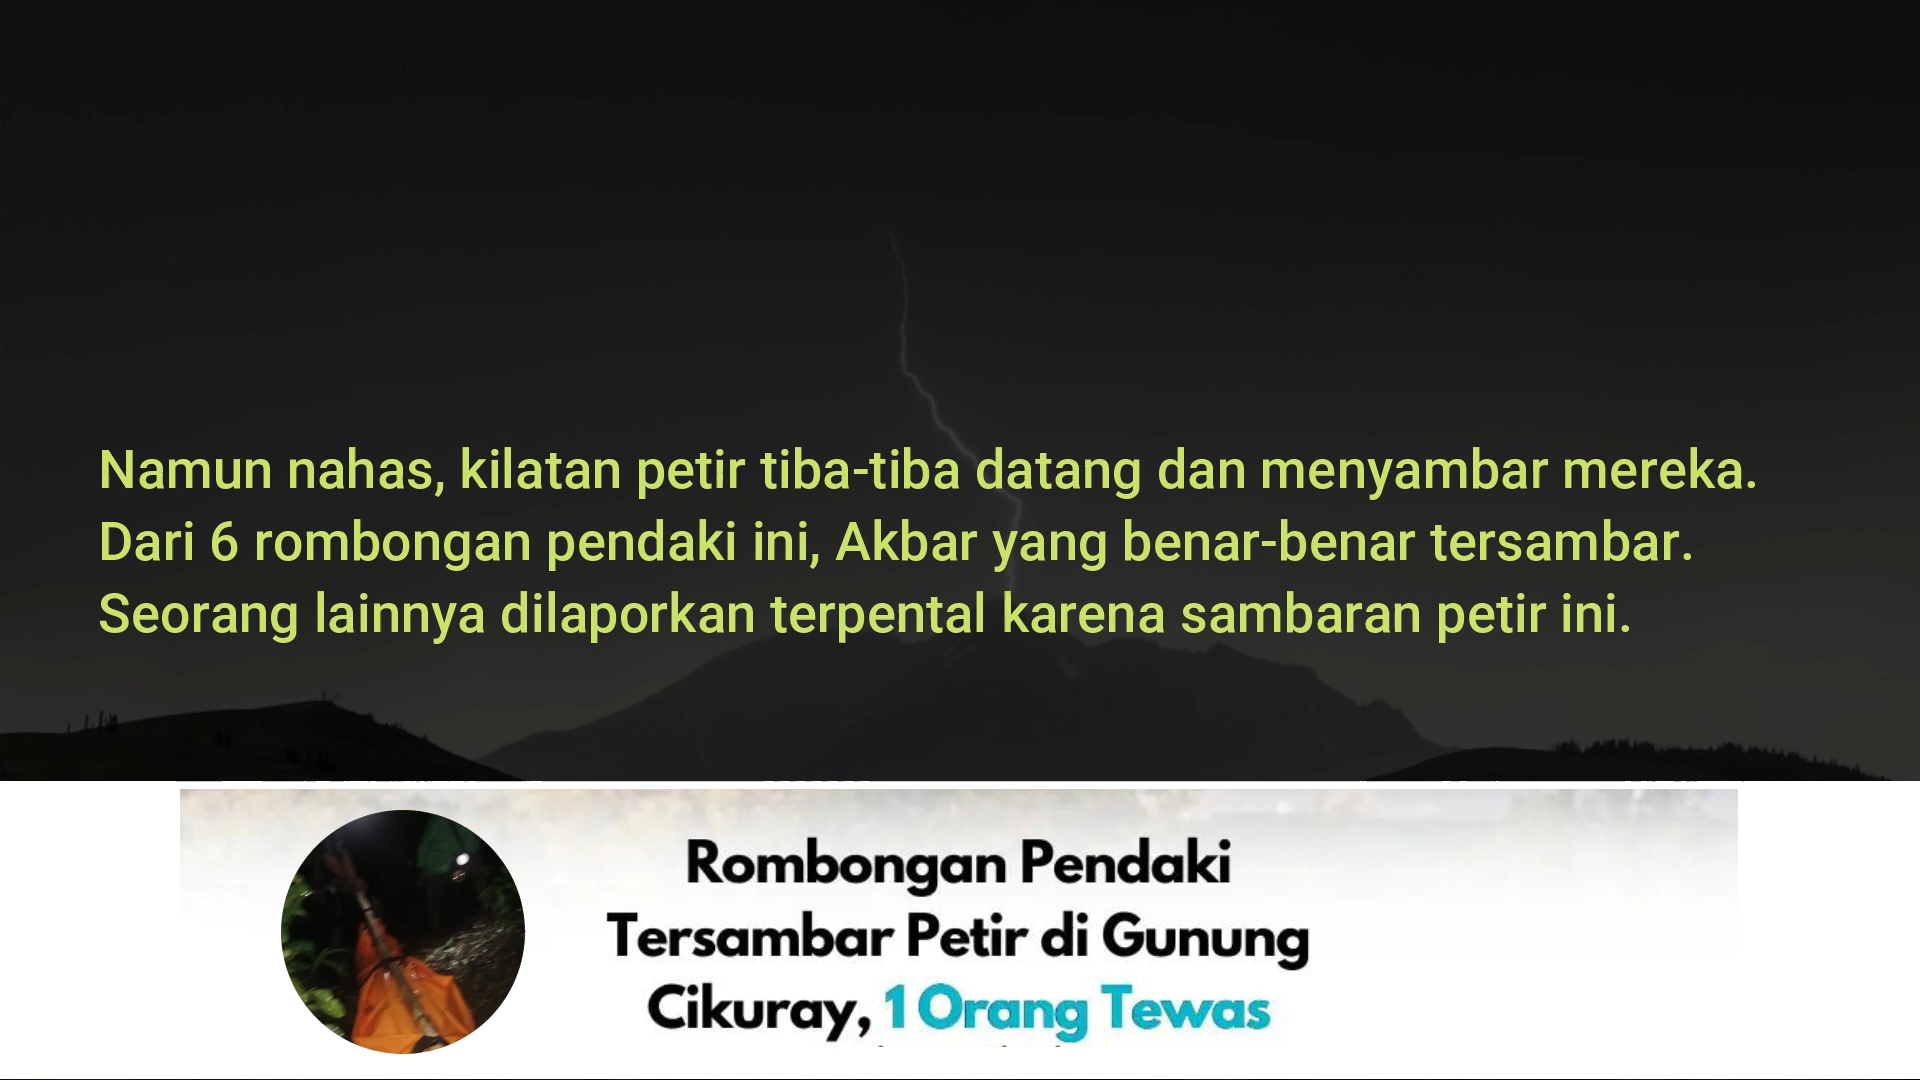 Namun nahas, kilatan petir tiba-tiba datang dan menyambar mereka.
Dari 6 rombongan pendaki ini, Akbar yang benar-benar tersambar.
Seorang lainnya dilaporkan terpental karena sambaran petir ini.
Rombongan Pendaki
Tersambar Petir di Gunung
Cikuray, 1 Orang Tewas